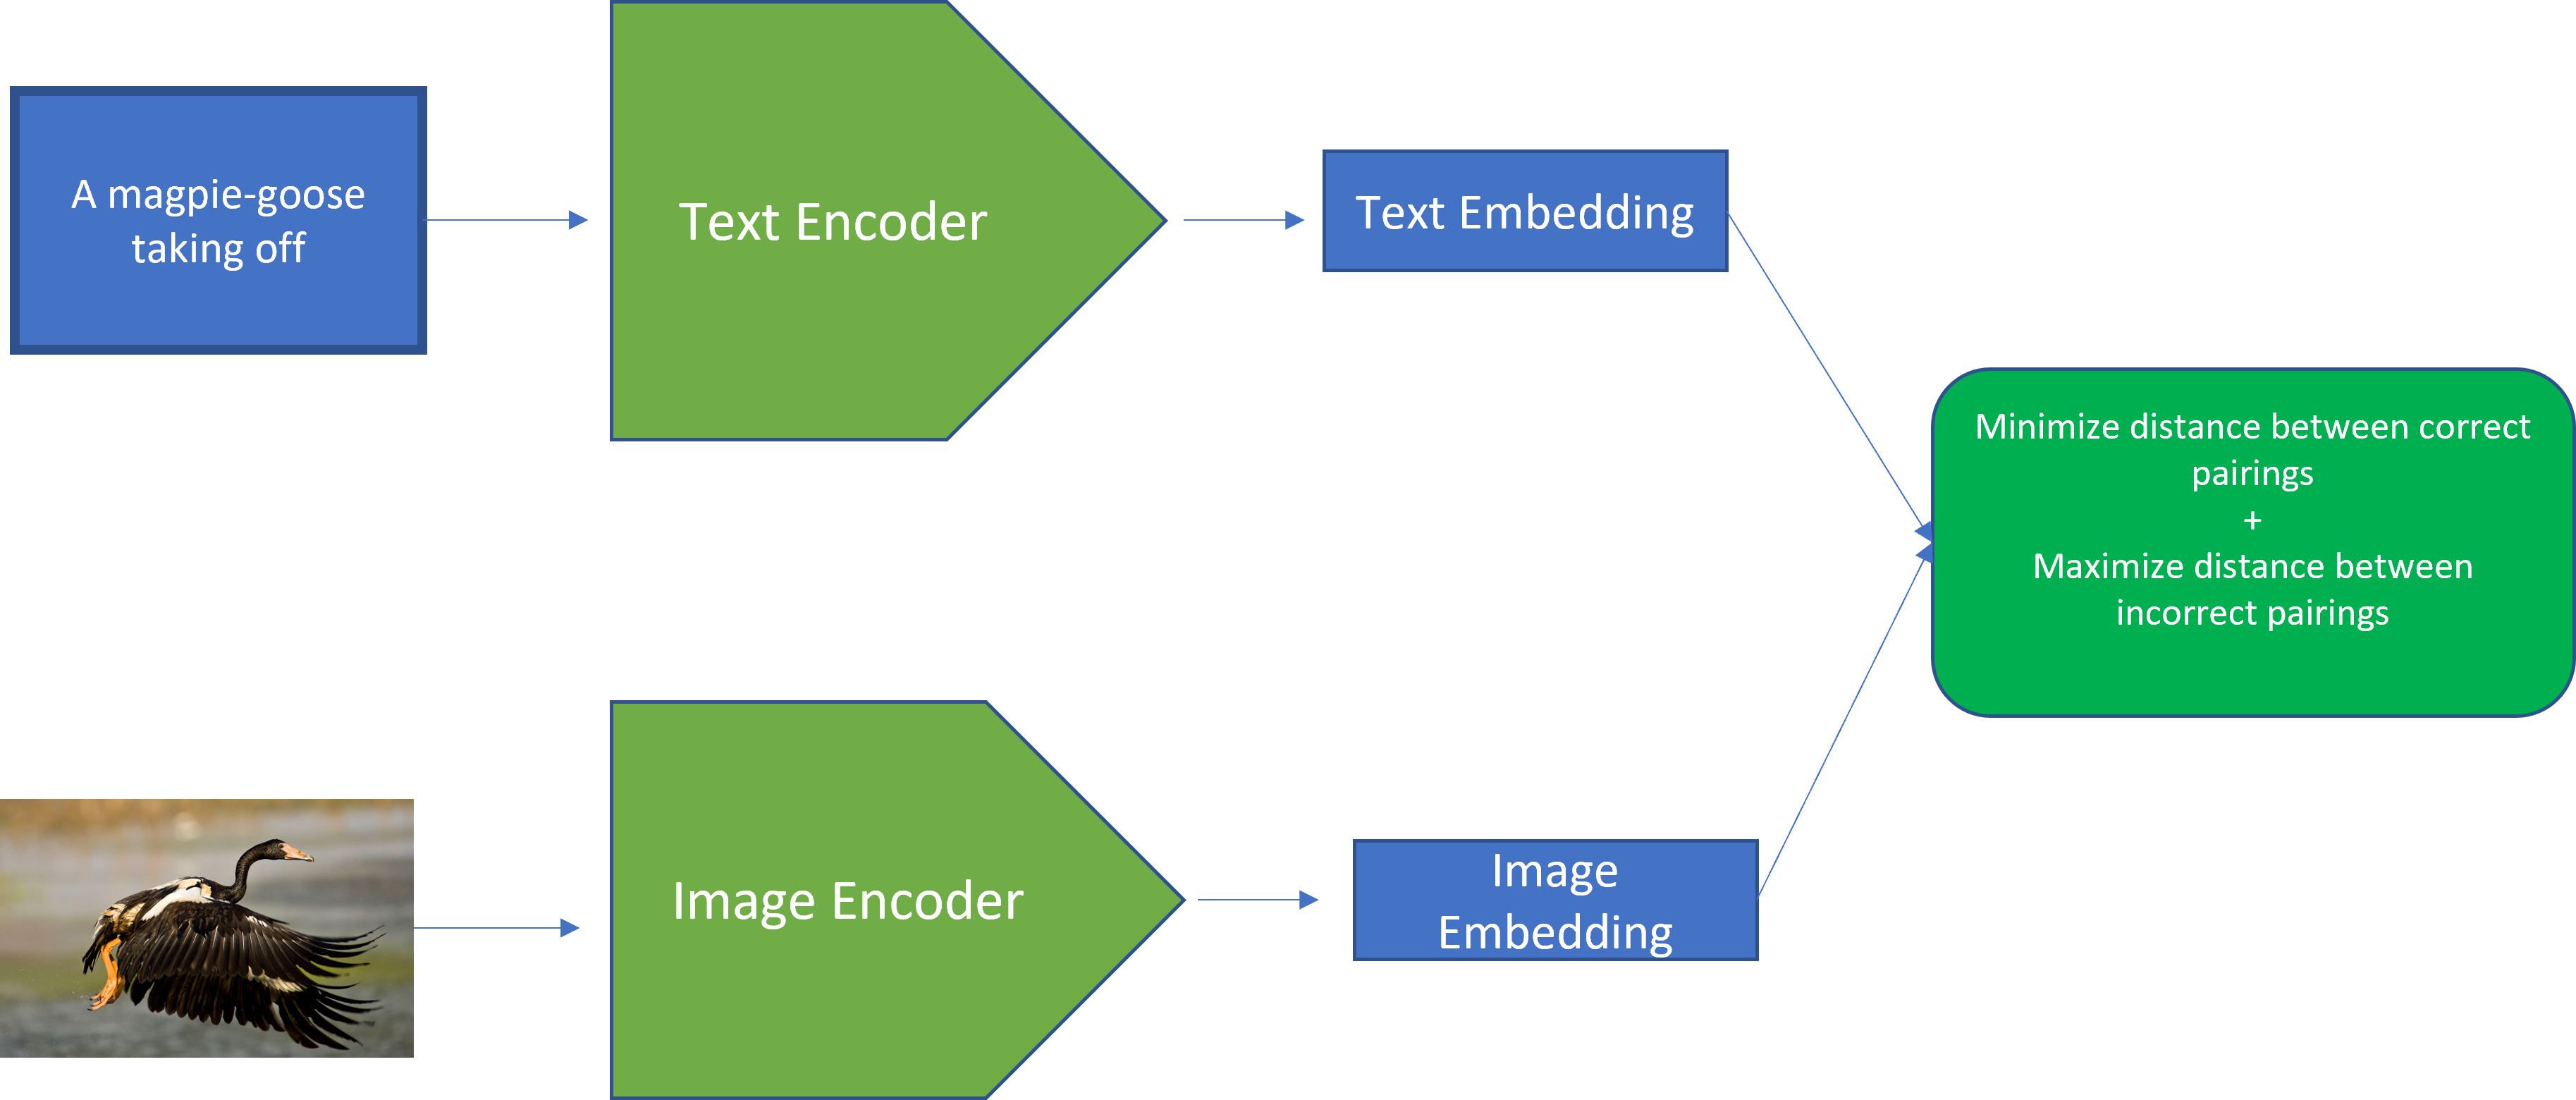 A magpie-goose
taking off
Text Encoder
Text Embedding
Minimize distance between correct
pairings
+
Maximize distance between
incorrect pairings
Image Encoder
Image
Embedding